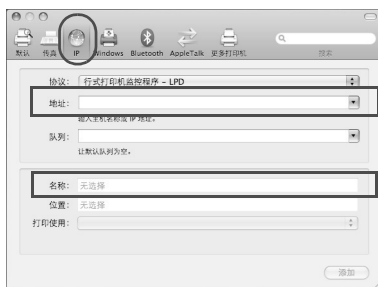 默认 传真 IP Windows Bluetooth AppleTalk 更多打印机 搜索
协议: 行式打印机监控程序 - LPD
地址:
输入主机名称或 IP 地址。
队列:
让默认队列为空。
名称: 无选择
位置: 无选择
打印使用:
添加